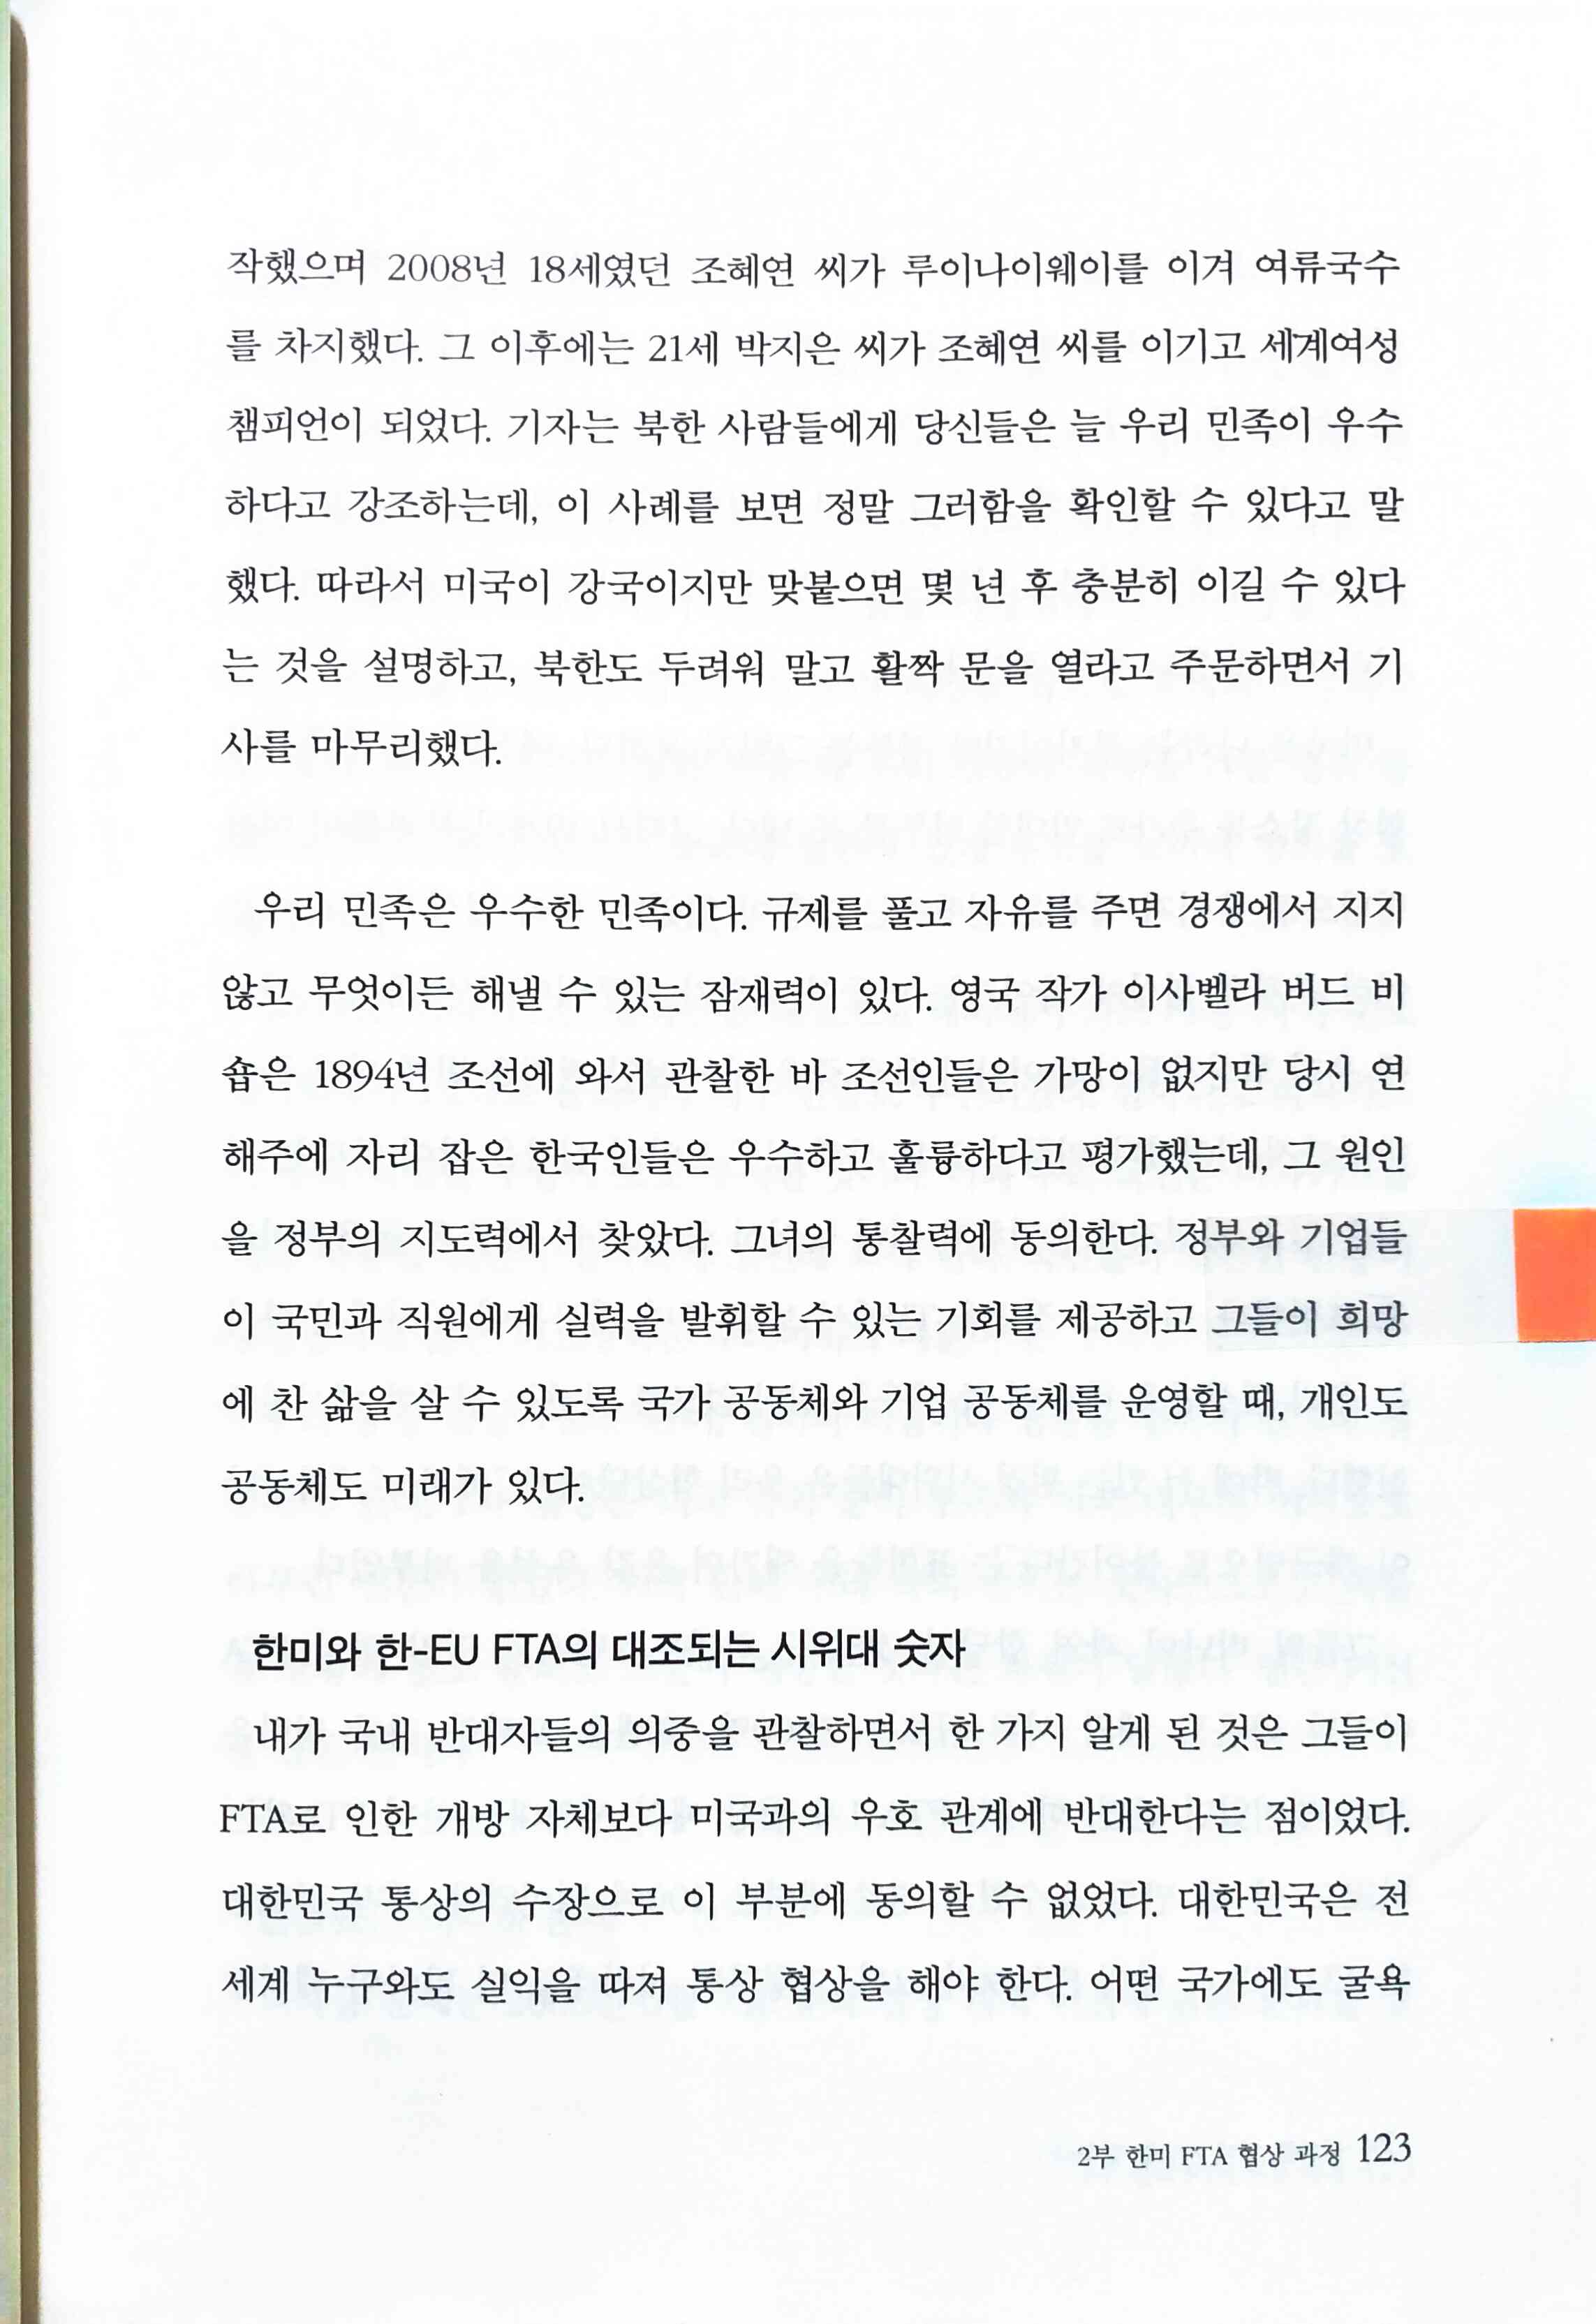 작했으며 2008년 18세였던 조혜연 씨가 루이나이웨이를 이겨 여류국수
를 차지했다. 그 이후에는 21세 박지은 씨가 조혜연 씨를 이기고 세계여성
챔피언이 되었다. 기자는 북한 사람들에게 당신들은 늘 우리 민족이 우수
하다고 강조하는데, 이 사례를 보면 정말 그러함을 확인할 수 있다고 말
했다. 따라서 미국이 강국이지만 맞붙으면 몇 년 후 충분히 이길 수 있다
는 것을 설명하고, 북한도 두려워 말고 활짝 문을 열라고 주문하면서 기
사를 마무리했다.
우리 민족은 우수한 민족이다. 규제를 풀고 자유를 주면 경쟁에서 지지
않고 무엇이든 해낼 수 있는 잠재력이 있다. 영국 작가 이사벨라 버드 비
숍은 1894년 조선에 와서 관찰한 바 조선인들은 가망이 없지만 당시 연
해주에 자리 잡은 한국인들은 우수하고 훌륭하다고 평가했는데, 그 원인
을 정부의 지도력에서 찾았다. 그녀의 통찰력에 동의한다. 정부와 기업들
이 국민과 직원에게 실력을 발휘할 수 있는 기회를 제공하고 그들이 희망
에 찬 삶을 살 수 있도록 국가 공동체와 기업 공동체를 운영할 때, 개인도
공동체도 미래가 있다.
한미와 한·EU FTA의 대조되는 시위대 숫자
내가 국내 반대자들의 의중을 관찰하면서 한 가지 알게 된 것은 그들이
FTA로 인한 개방 자체보다 미국과의 우호 관계에 반대한다는 점이었다.
대한민국 통상의 수장으로 이 부분에 동의할 수 없었다. 대한민국은 전
세계 누구와도 실익을 따져 통상 협상을 해야 한다. 어떤 국가에도 굴욕
2부 한미 FTA 협상 과정 123